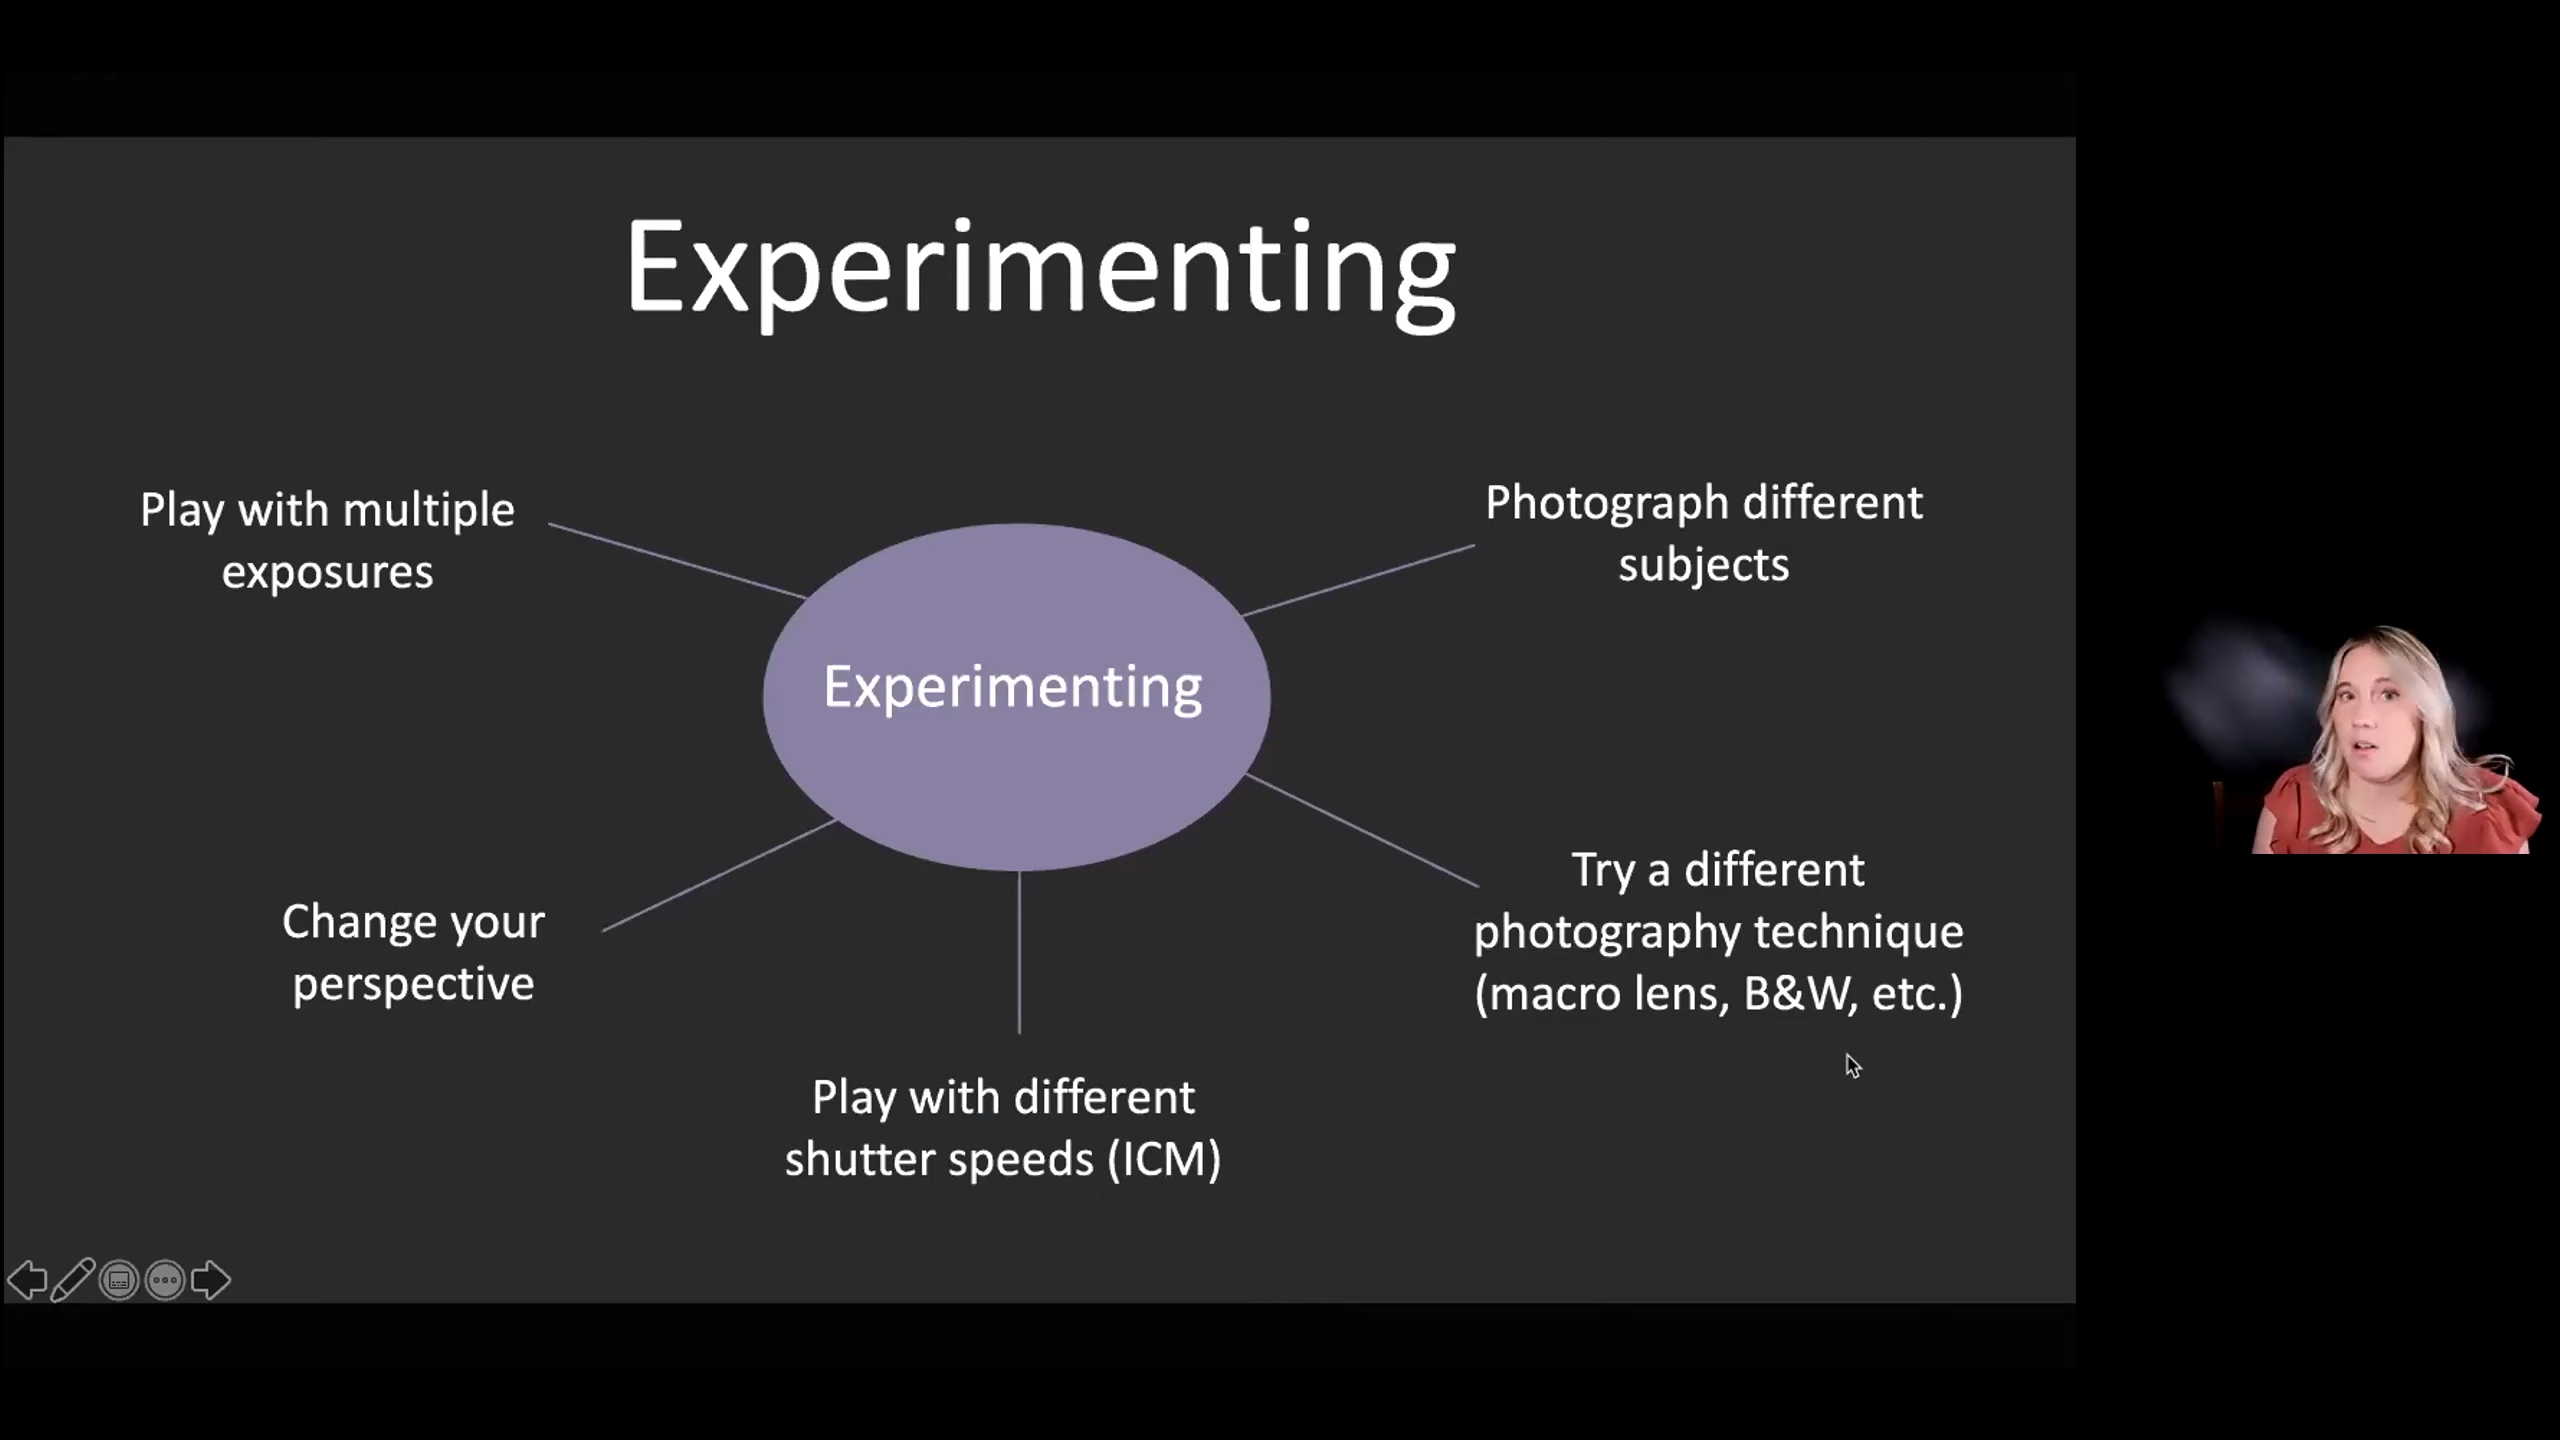 Experimenting
Play with multiple
exposures
Photograph different
subjects
Experimenting
Change your
perspective
Play with different
shutter speeds (ICM)
Try a different
photography technique
(macro lens, B&W, etc.)